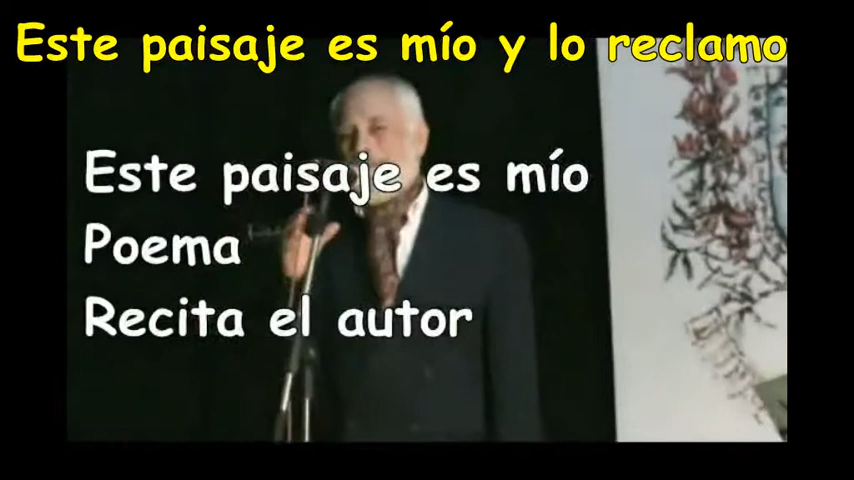 Este paisaje es mío y lo reclamo
Este paisaje es mío
Poema
Recita el autor